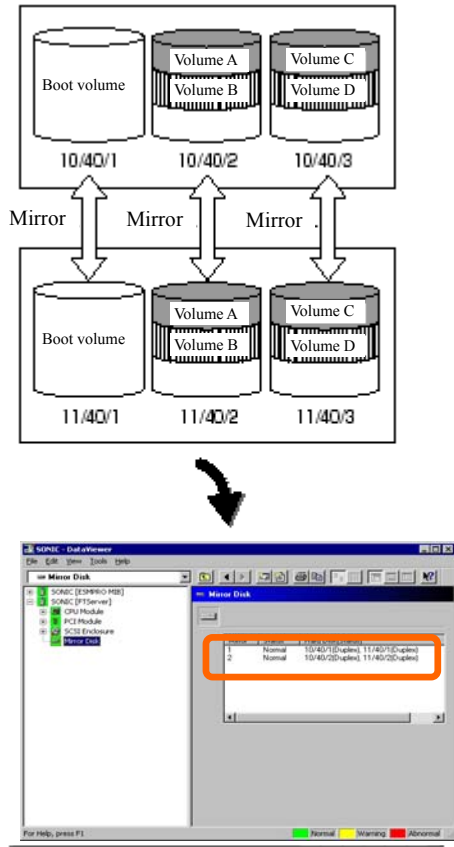 Boot volume
Volume A
Volume B
Volume C
Volume D
10/40/1 10/40/2 10/40/3
Mirror Mirror Mirror
Boot volume
Volume A
Volume B
Volume C
Volume D
11/40/1 11/40/2 11/40/3
SONIC - DataViewer
File Edit View Tools Help
Mirror Disk
SONIC [ESMPRO MIB]
SONIC [FTServer]
CPU Module
PCI Module
SCSI Enclosure
Mirror Disk
Mirror Disk
1 Normal 10/40/1(Duplex), 11/40/1(Duplex)
2 Normal 10/40/2(Duplex), 11/40/2(Duplex)
For Help, press F1
Normal Warning Abnormal